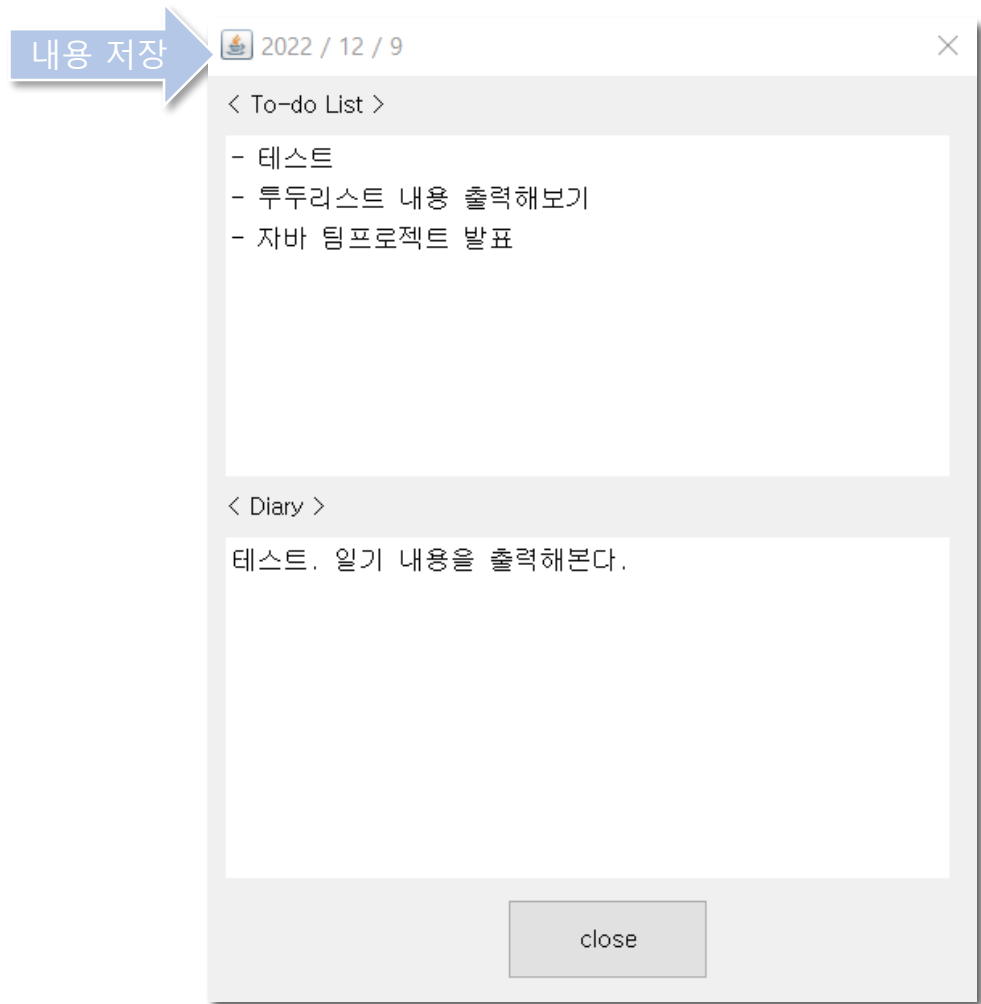 내용 저장
2022 / 12 / 9
< To-do List >
- 테스트
- 투두리스트 내용 출력해보기
- 자바 팀프로젝트 발표
< Diary >
테스트. 일기 내용을 출력해본다.
close